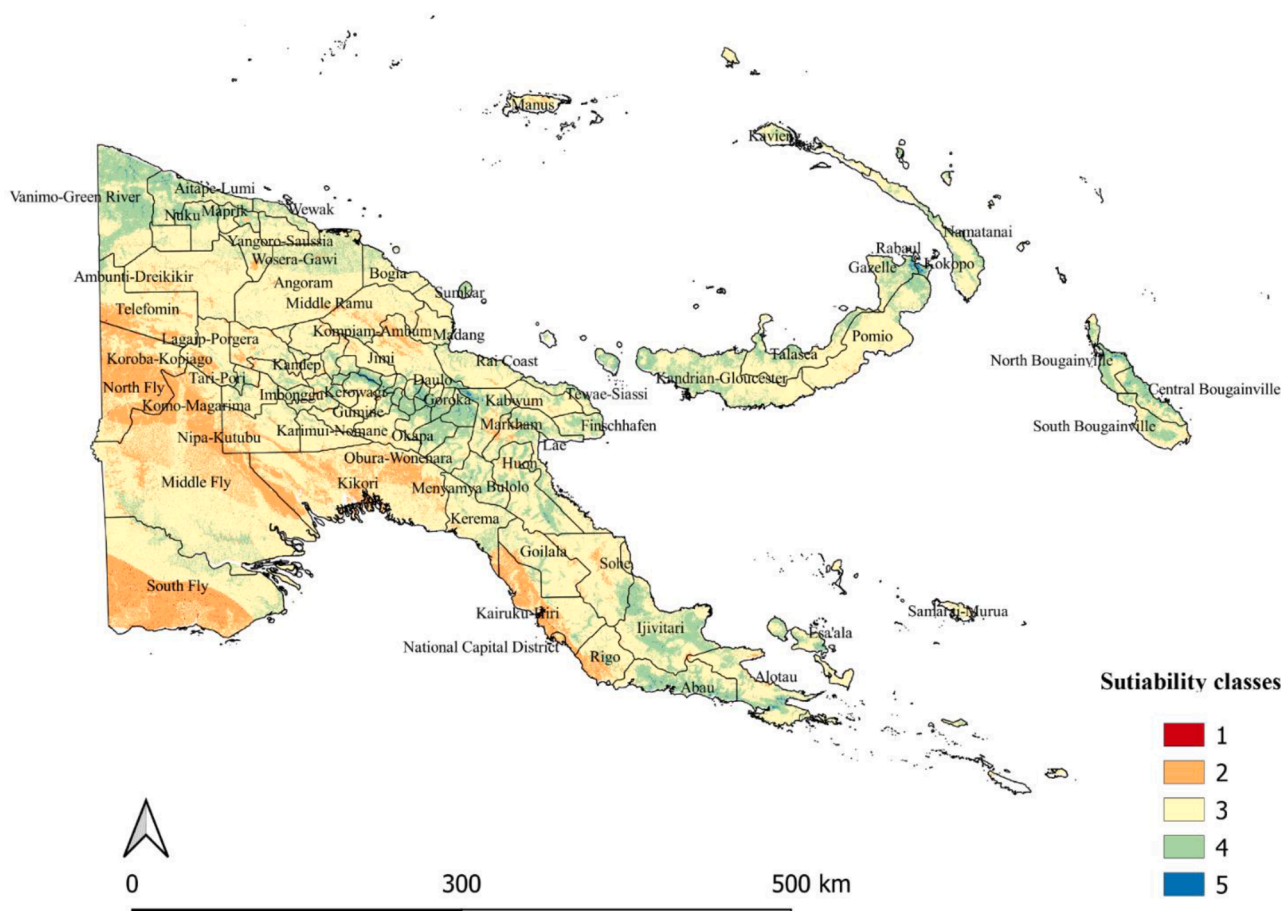 Manus
Kavieng
Aitape-Lumi
Vanimo-Green River
Nuku
Maprik
Wewak
Yangoro-Saussia
Namatanai
Rabaul
Wosera-Gawi
Gazelle
Kokopo
Ambunti-Dreikikir
Angoram
Bogia
Sumkar
Telefomin
Middle Ramu
Kompiam-Ambum
Madang
Pomio
Lagaip-Porgera
Koroba-Kopiago
Kandep
Jimi
Rai Coast
Talasea
North Bougainville
Tari-Pori
Daulo
Kandrian-Gloucester
North Fly
Imbonggu
Kerowagi
Goroka
Kabwum
Tewae-Siassi
Central Bougainville
Komo-Magarima
Gumine
Markham
Finschhafen
South Bougainville
Nipa-Kutubu
Karimui-Nomane
Okapa
Lae
Obura-Wonenara
Huon
Middle Fly
Kikori
Menyamya
Bulolo
Kerema
Goilala
Sohe
South Fly
Kairuku-Hiri
Samarai-Murua
Ijivitari
Esa'ala
National Capital District
Rigo
Abau
Alotau
Sutiability classes
1
2
3
4
5
0
300
500 km